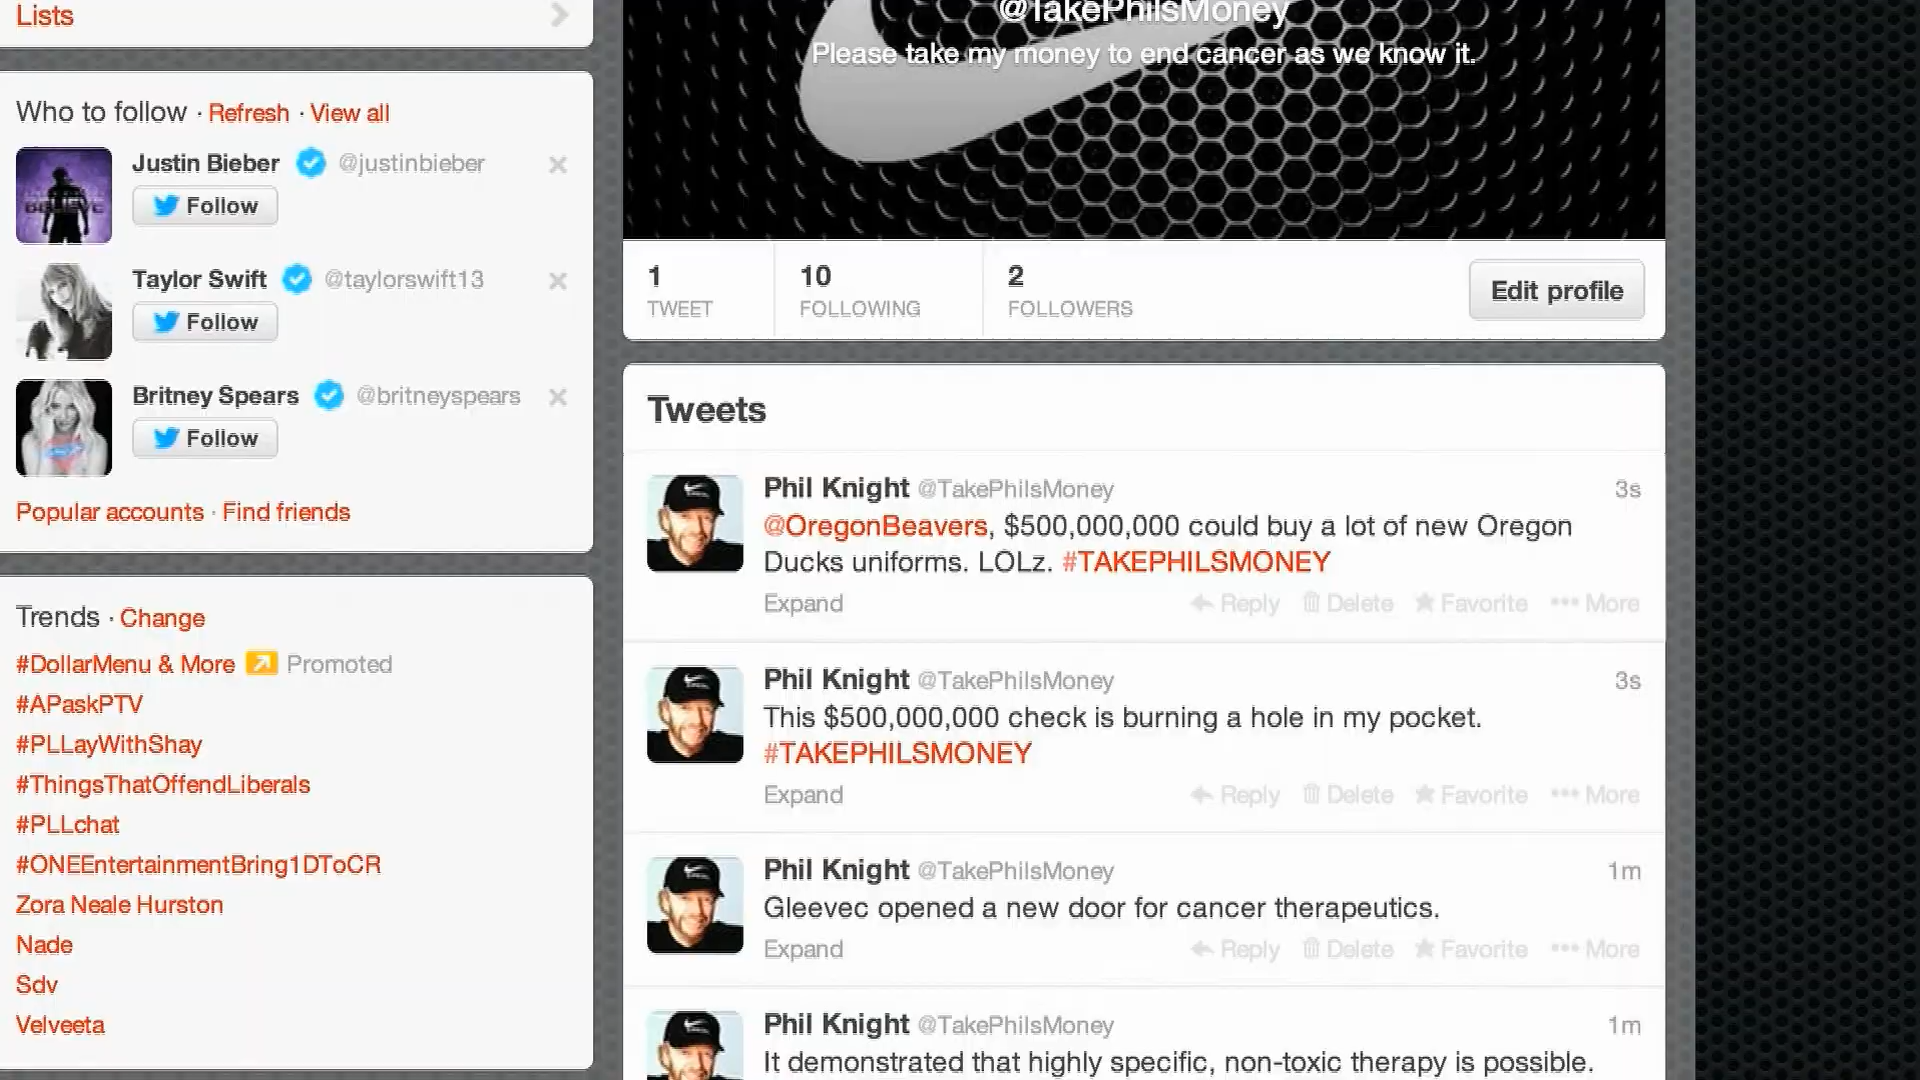 Lists
Who to follow · Refresh · View all
Justin Bieber @justinbieber
Follow
Taylor Swift @taylorswift13
Follow
Britney Spears @britneyspears
Follow
Popular accounts · Find friends
Trends · Change
#DollarMenu & More Promoted
#APaskPTV
#PLLayWithShay
#ThingsThatOffendLiberals
#PLLchat
#ONEEntertainmentBring1DToCR
Zora Neale Hurston
Nade
Sdv
Velveeta
@TakePhilsMoney
Please take my money to end cancer as we know it.
1 10 2
TWEET FOLLOWING FOLLOWERS
Edit profile
Tweets
Phil Knight @TakePhilsMoney 3s
@OregonBeavers, $500,000,000 could buy a lot of new Oregon
Ducks uniforms. LOLz. #TAKEPHILSMONEY
Expand Reply Delete Favorite More
Phil Knight @TakePhilsMoney 3s
This $500,000,000 check is burning a hole in my pocket.
#TAKEPHILSMONEY
Expand Reply Delete Favorite More
Phil Knight @TakePhilsMoney 1m
Gleevec opened a new door for cancer therapeutics.
Expand Reply Delete Favorite More
Phil Knight @TakePhilsMoney 1m
It demonstrated that highly specific, non-toxic therapy is possible.